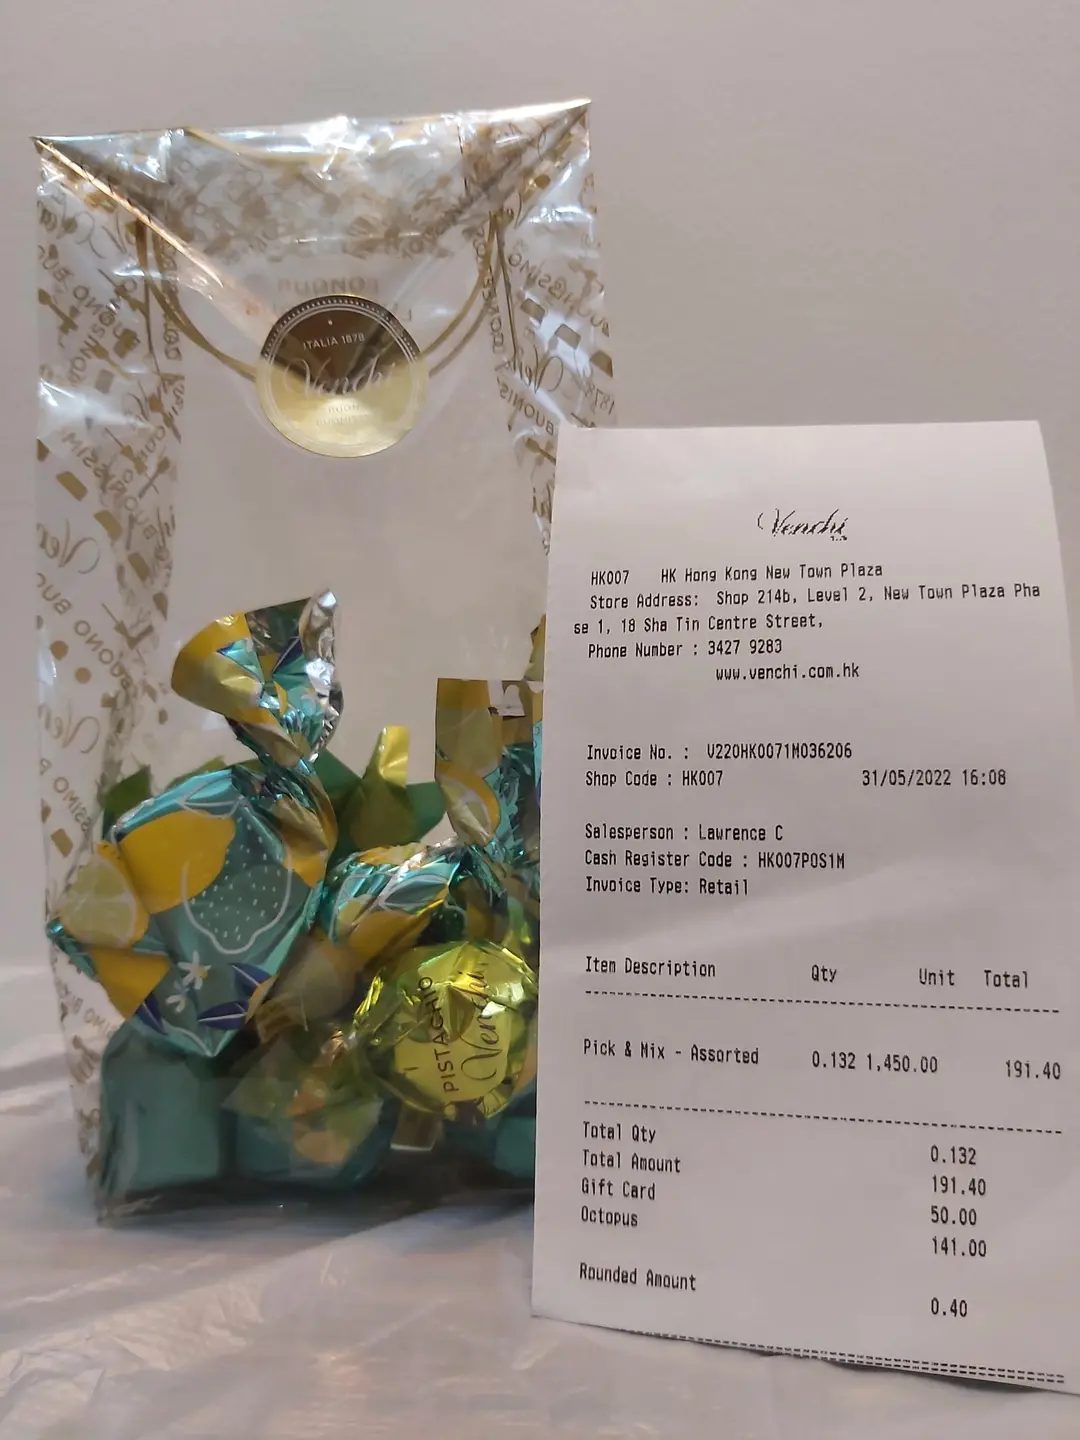 BUONO
ITALIA 1878
Venchi
PISTACHIO
Venchi
Venchi
HK007 HK Hong Kong New Town Plaza
Store Address: Shop 214b, Level 2, New Town Plaza Pha
se 1, 18 Sha Tin Centre Street,
Phone Number : 3427 9283
www.venchi.com.hk
Invoice No. : V220HK0071M036206
Shop Code : HK007 31/05/2022 16:08
Salesperson : Lawrence C
Cash Register Code : HK007POS1M
Invoice Type: Retail
Item Description Qty Unit Total
Pick & Mix - Assorted 0.132 1,450.00 191.40
Total Qty 0.132
Total Amount 191.40
Gift Card 50.00
Octopus 141.00
Rounded Amount 0.40